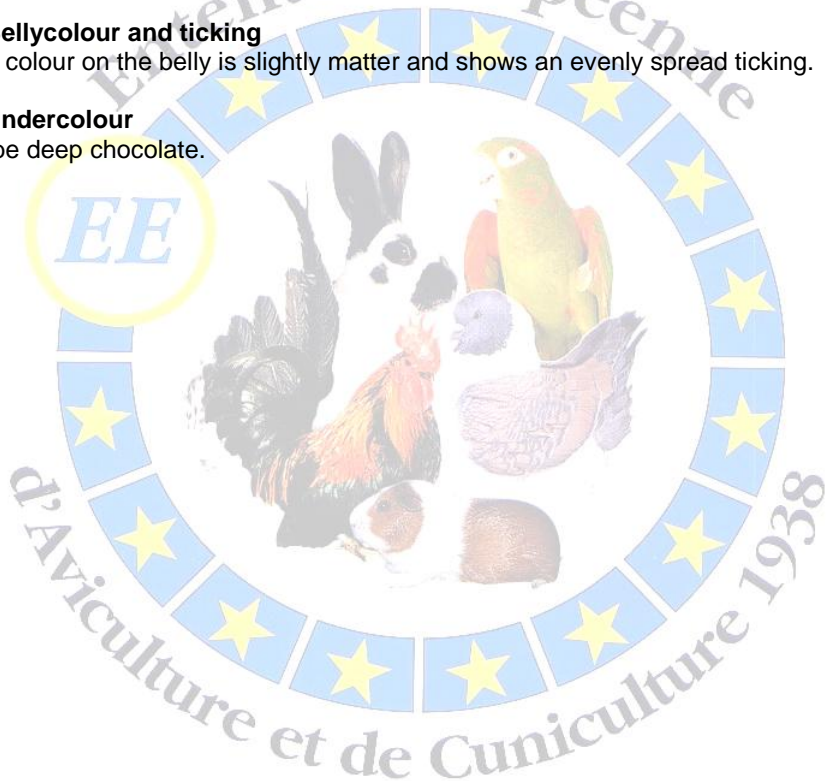 ellycolour and ticking
colour on the belly is slightly matter and shows an evenly spread ticking.
ndercolour
be deep chocolate.
EE
d'Aviculture et de Cuniculture 1938